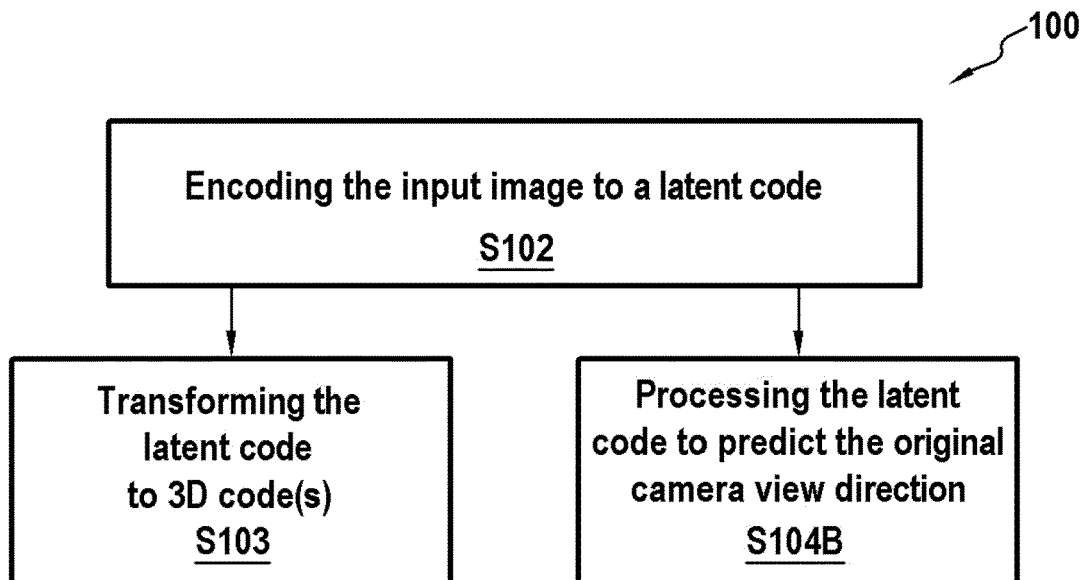 100
Encoding the input image to a latent code
S102
Transforming the
latent code
to 3D code(s)
S103
Processing the latent
code to predict the original
camera view direction
S104B